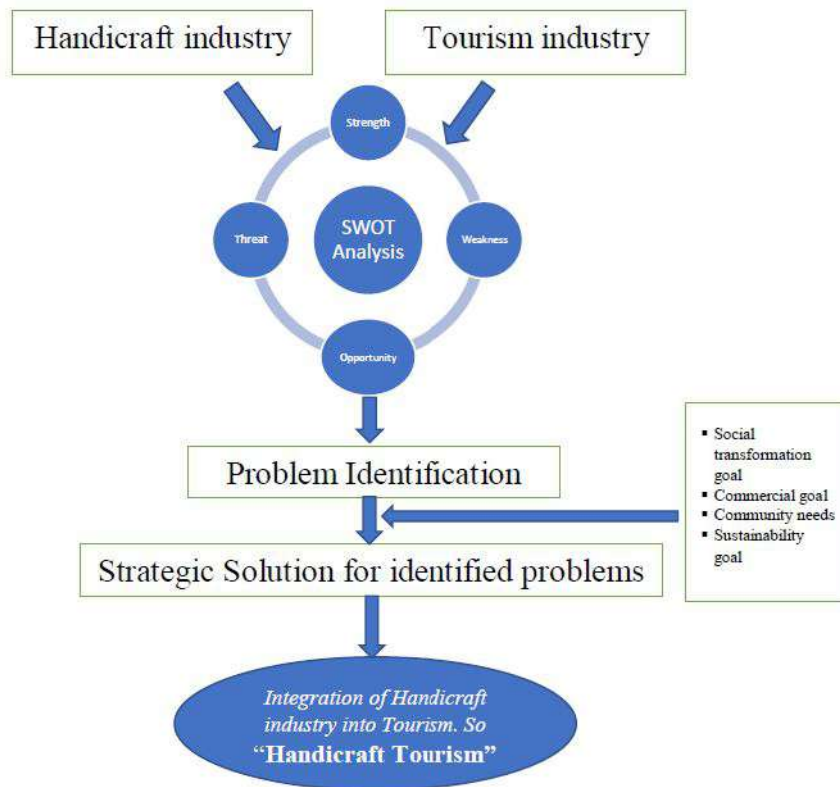 Handicraft industry
Tourism industry
Strength
Threat
SWOT
Analysis
Weakness
Opportunity
Problem Identification
▪ Social
transformation
goal
▪ Commercial goal
▪ Community needs
▪ Sustainability
goal
Strategic Solution for identified problems
Integration of Handicraft
industry into Tourism. So
“Handicraft Tourism”